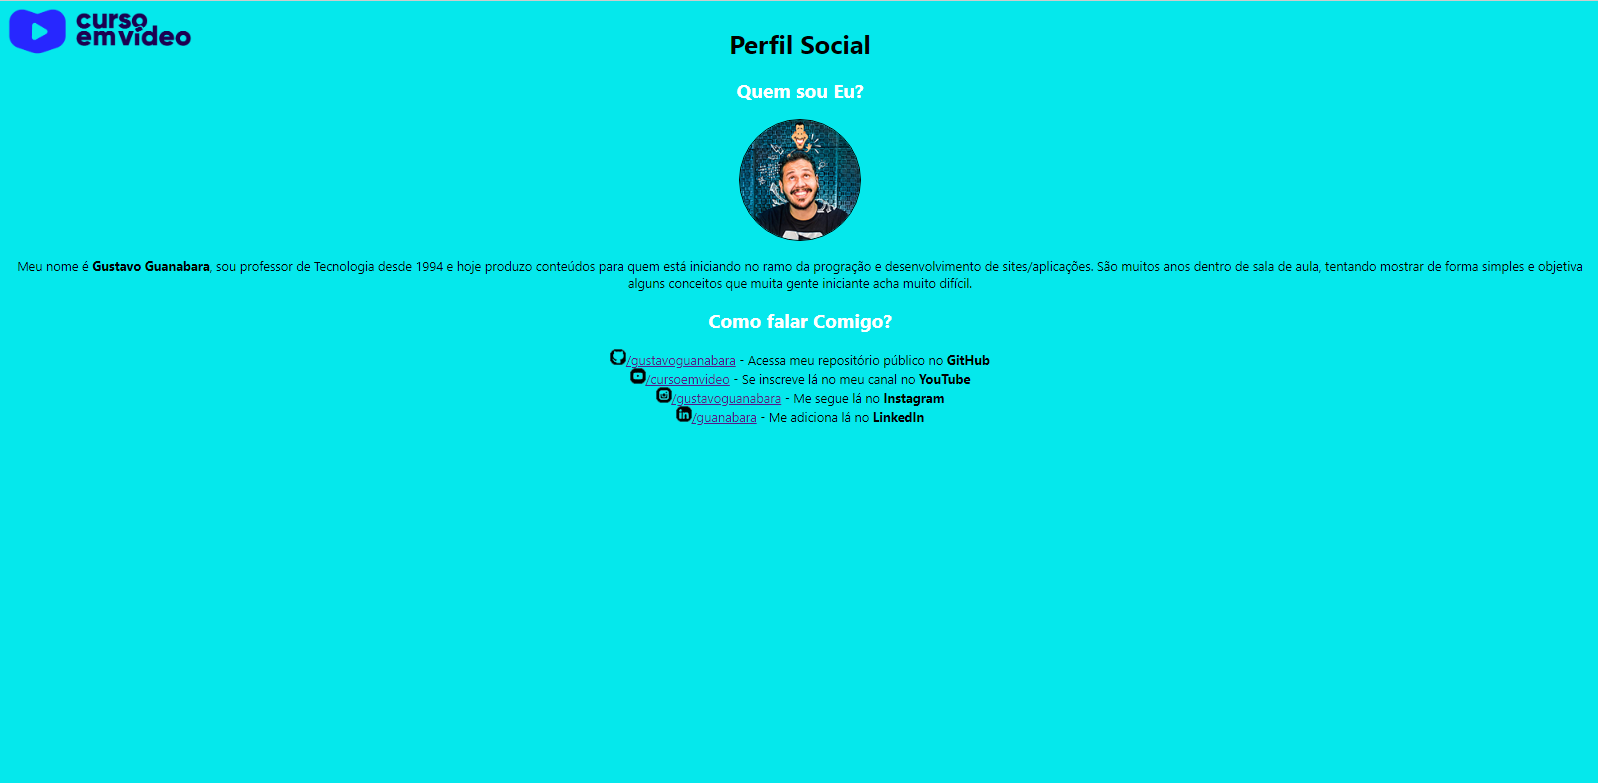 curso
em vídeo
Perfil Social
Quem sou Eu?
Meu nome é Gustavo Guanabara, sou professor de Tecnologia desde 1994 e hoje produzo conteúdos para quem está iniciando no ramo da progração e desenvolvimento de sites/aplicações. São muitos anos dentro de sala de aula, tentando mostrar de forma simples e objetiva
alguns conceitos que muita gente iniciante acha muito difícil.
Como falar Comigo?
/gustavoguanabara - Acessa meu repositório público no GitHub
/cursoemvideo - Se inscreve lá no meu canal no YouTube
/gustavoguanabara - Me segue lá no Instagram
/guanabara - Me adiciona lá no LinkedIn